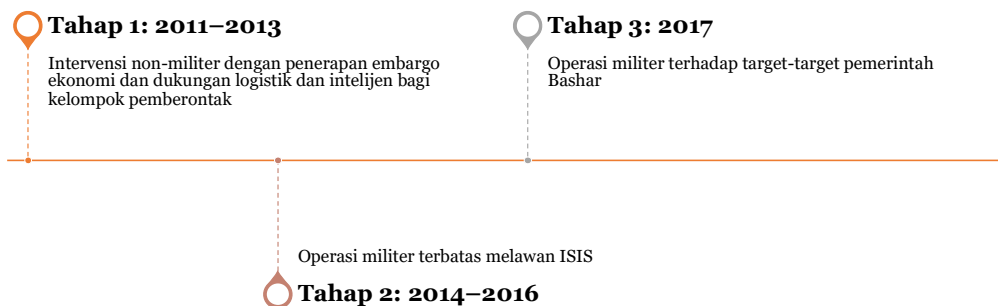 Tahap 1: 2011–2013
Intervensi non-militer dengan penerapan embargo
ekonomi dan dukungan logistik dan intelijen bagi
kelompok pemberontak
Tahap 3: 2017
Operasi militer terhadap target-target pemerintah
Bashar
Operasi militer terbatas melawan ISIS
Tahap 2: 2014–2016